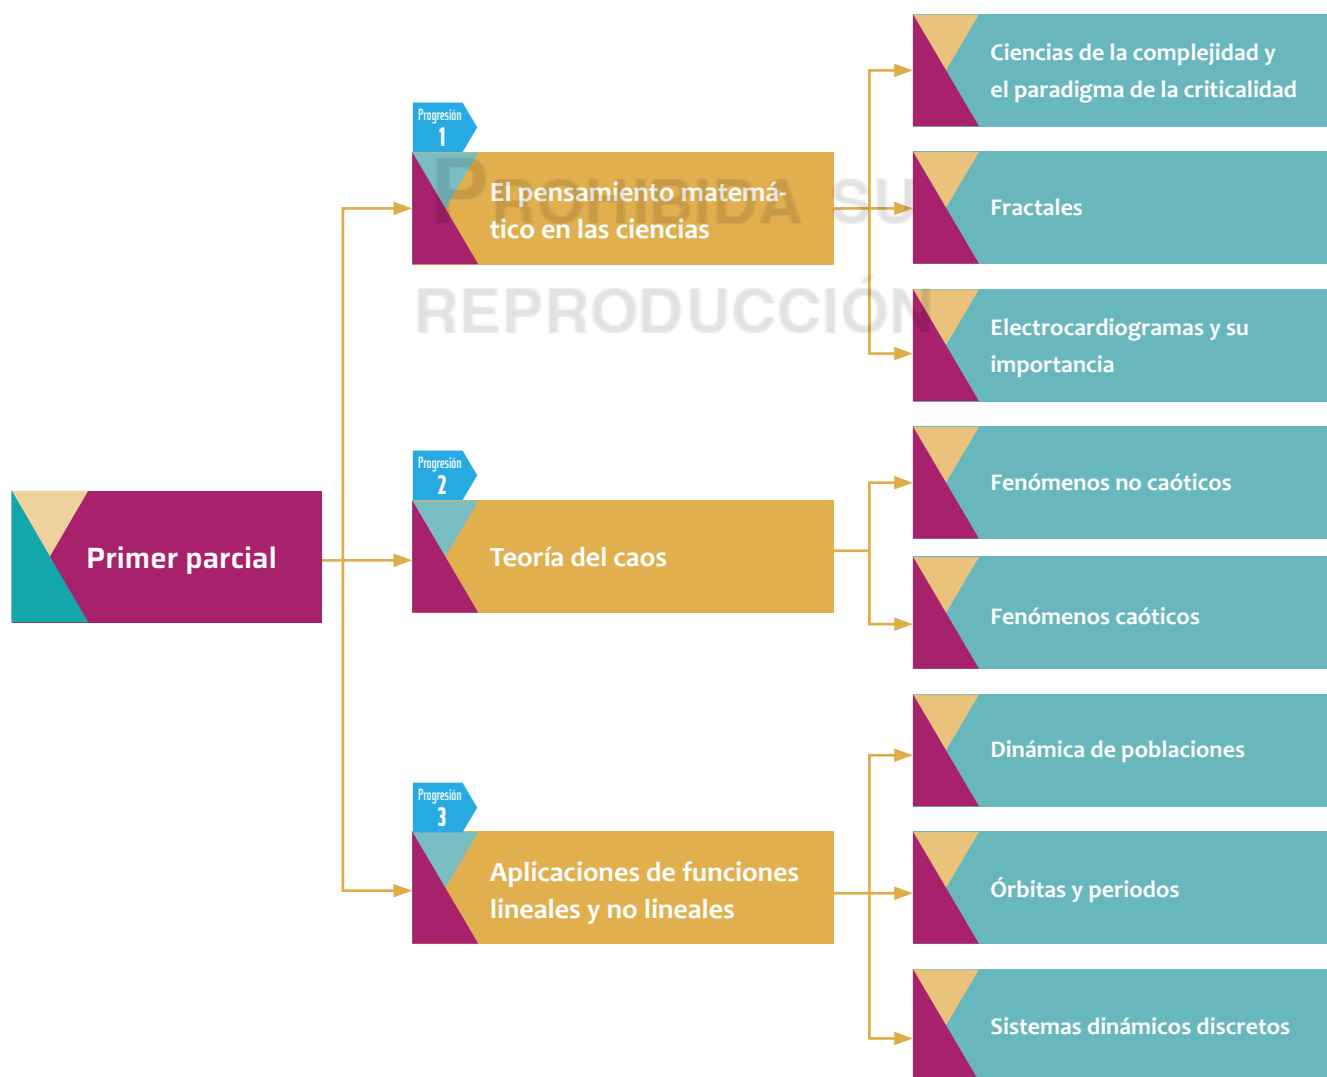 Primer parcial
Progresión
1
El pensamiento matemá-
tico en las ciencias
Ciencias de la complejidad y
el paradigma de la criticalidad
Fractales
Electrocardiogramas y su
importancia
Progresión
2
Teoría del caos
Fenómenos no caóticos
Fenómenos caóticos
Progresión
3
Aplicaciones de funciones
lineales y no lineales
Dinámica de poblaciones
Órbitas y periodos
Sistemas dinámicos discretos
PROHIBIDA SU
REPRODUCCIÓN